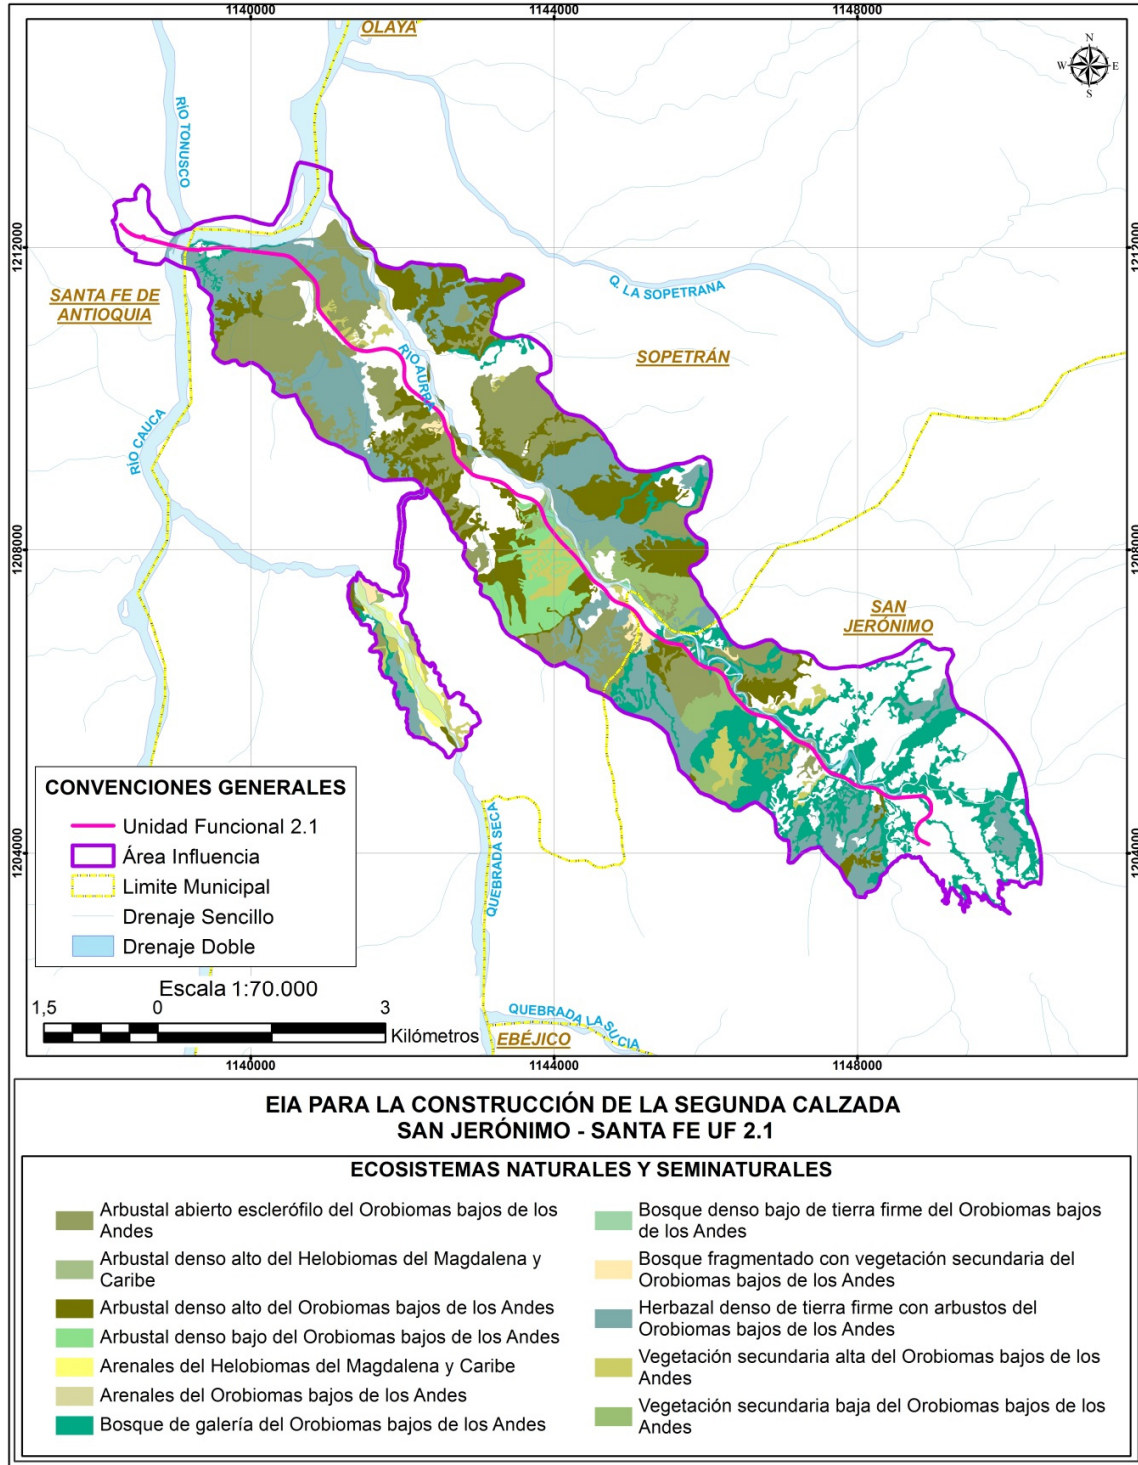 1140000
1144000
1148000
OLAYA
N
W
E
S
RÍO TONUSCO
1212000
1212000
SANTA FE DE
ANTIOQUIA
Q. LA SOPETRANA
SOPETRÁN
RIO AURRA
RÍO CAUCA
1208000
1208000
SAN
JERÓNIMO
CONVENCIONES GENERALES
Unidad Funcional 2.1
Área Influencia
Limite Municipal
Drenaje Sencillo
Drenaje Doble
QUEBRADA SECA
1204000
1204000
Escala 1:70.000
1,5
0
3
Kilómetros
QUEBRADA LA SUCIA
EBÉJICO
1140000
1144000
1148000
EIA PARA LA CONSTRUCCIÓN DE LA SEGUNDA CALZADA
SAN JERÓNIMO - SANTA FE UF 2.1
ECOSISTEMAS NATURALES Y SEMINATURALES
Arbustal abierto esclerófilo del Orobiomas bajos de los
Andes
Arbustal denso alto del Helobiomas del Magdalena y
Caribe
Arbustal denso alto del Orobiomas bajos de los Andes
Arbustal denso bajo del Orobiomas bajos de los Andes
Arenales del Helobiomas del Magdalena y Caribe
Arenales del Orobiomas bajos de los Andes
Bosque de galería del Orobiomas bajos de los Andes
Bosque denso bajo de tierra firme del Orobiomas bajos
de los Andes
Bosque fragmentado con vegetación secundaria del
Orobiomas bajos de los Andes
Herbazal denso de tierra firme con arbustos del
Orobiomas bajos de los Andes
Vegetación secundaria alta del Orobiomas bajos de los
Andes
Vegetación secundaria baja del Orobiomas bajos de los
Andes